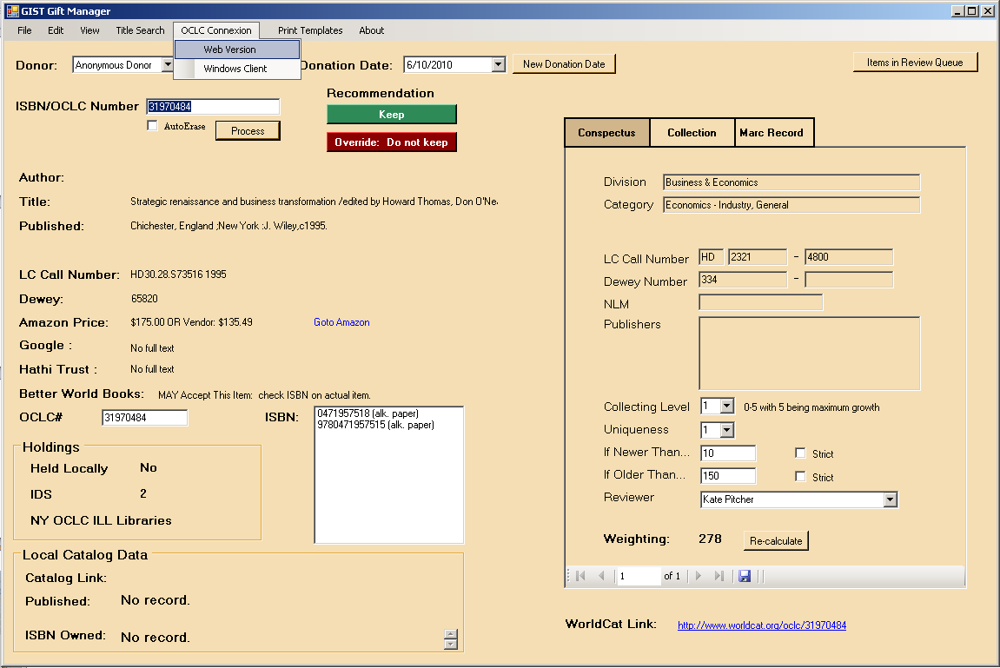 GIST Gift Manager
File Edit View Title Search OCLC Connexion Print Templates About
Web Version
Windows Client
Donor: Anonymous Donor Donation Date: 6/10/2010 New Donation Date Items in Review Queue
Recommendation
ISBN/OCLC Number 31970484 Keep
AutoErase Process
Override: Do not keep
Conspectus Collection Marc Record
Author:
Title: Strategic renaissance and business transformation /edited by Howard Thomas, Don O'Ne
Published: Chichester, England ;New York :J. Wiley,c1995.
LC Call Number: HD30.28.S73516 1995
Dewey: 65820
Amazon Price: $175.00 OR Vendor: $135.49 Goto Amazon
Google : No full text
Hathi Trust : No full text
Better World Books: MAY Accept This Item: check ISBN on actual item.
OCLC# 31970484 ISBN: 0471957518 (alk. paper)
9780471957515 (alk. paper)
Holdings
Held Locally No
IDS 2
NY OCLC ILL Libraries
Local Catalog Data
Catalog Link:
Published: No record.
ISBN Owned: No record.
Division Business & Economics
Category Economics - Industry, General
LC Call Number HD 2321 - 4800
Dewey Number 334 -
NLM
Publishers
Collecting Level 1 0-5 with 5 being maximum growth
Uniqueness 1
If Newer Than... 10 Strict
If Older Than... 150 Strict
Reviewer Kate Pitcher
Weighting: 278 Re-calculate
1 of 1
WorldCat Link: http://www.worldcat.org/oclc/31970484